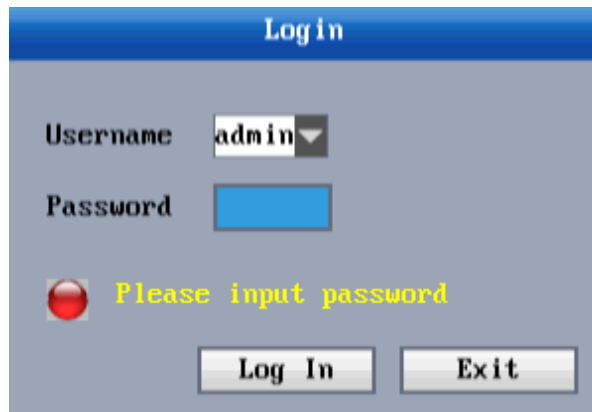 Login
Username admin
Password
Please input password
Log In Exit